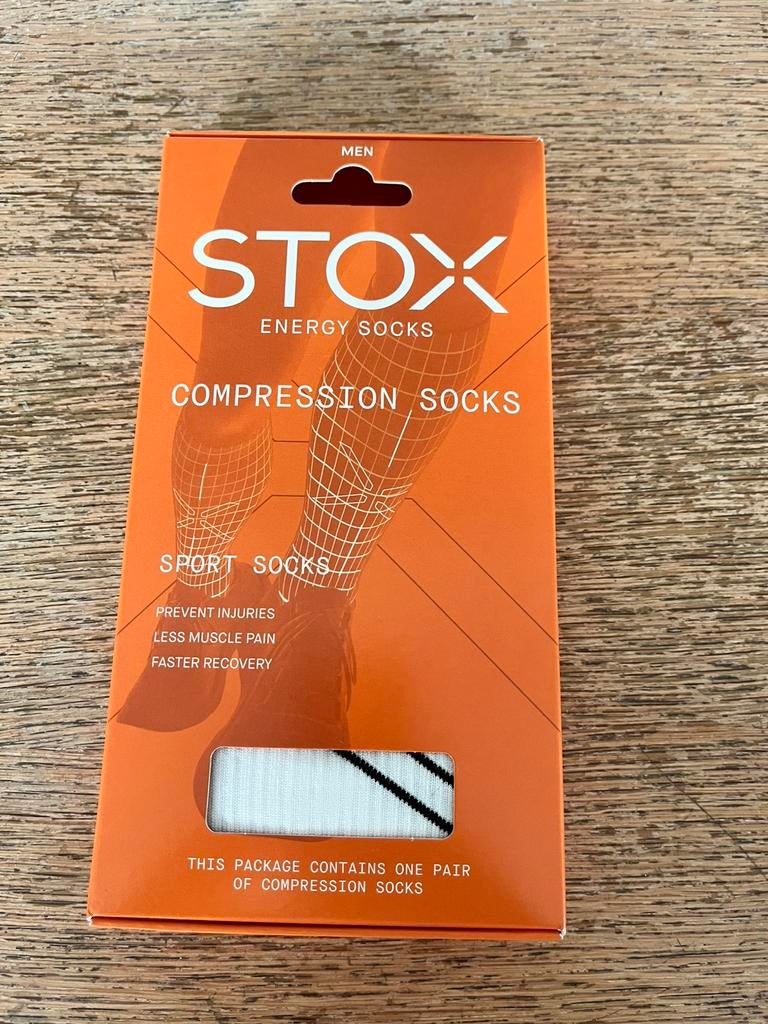 MEN
STOX
ENERGY SOCKS
COMPRESSION SOCKS
SPORT SOCKS
PREVENT INJURIES
LESS MUSCLE PAIN
FASTER RECOVERY
THIS PACKAGE CONTAINS ONE PAIR
OF COMPRESSION SOCKS